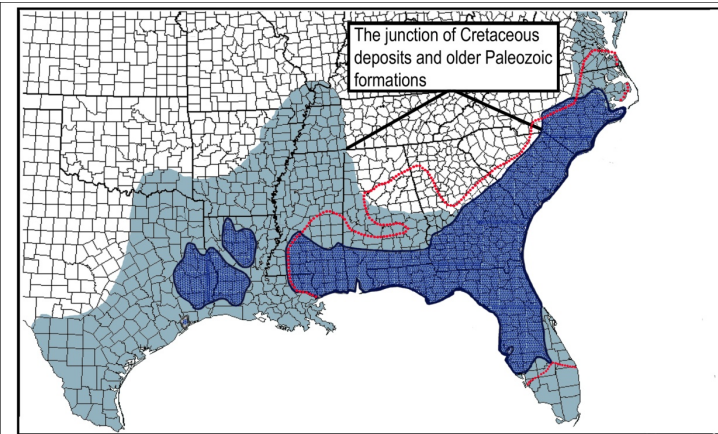 The junction of Cretaceous
deposits and older Paleozoic
formations